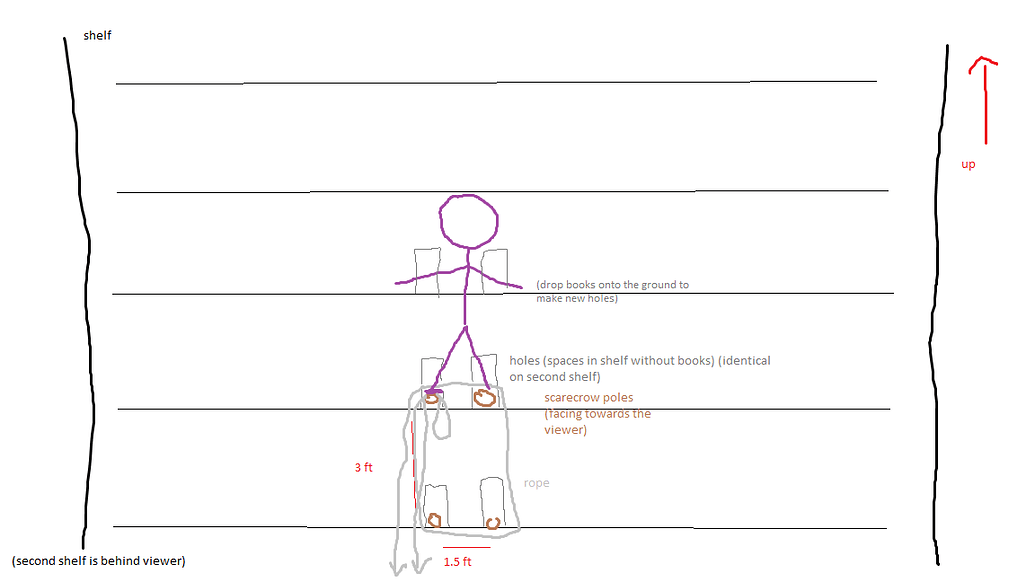 shelf
up
(drop books onto the ground to
make new holes)
holes (spaces in shelf without books) (identical
on second shelf)
scarecrow poles
(facing towards the
viewer)
3 ft
rope
(second shelf is behind viewer)
1.5 ft